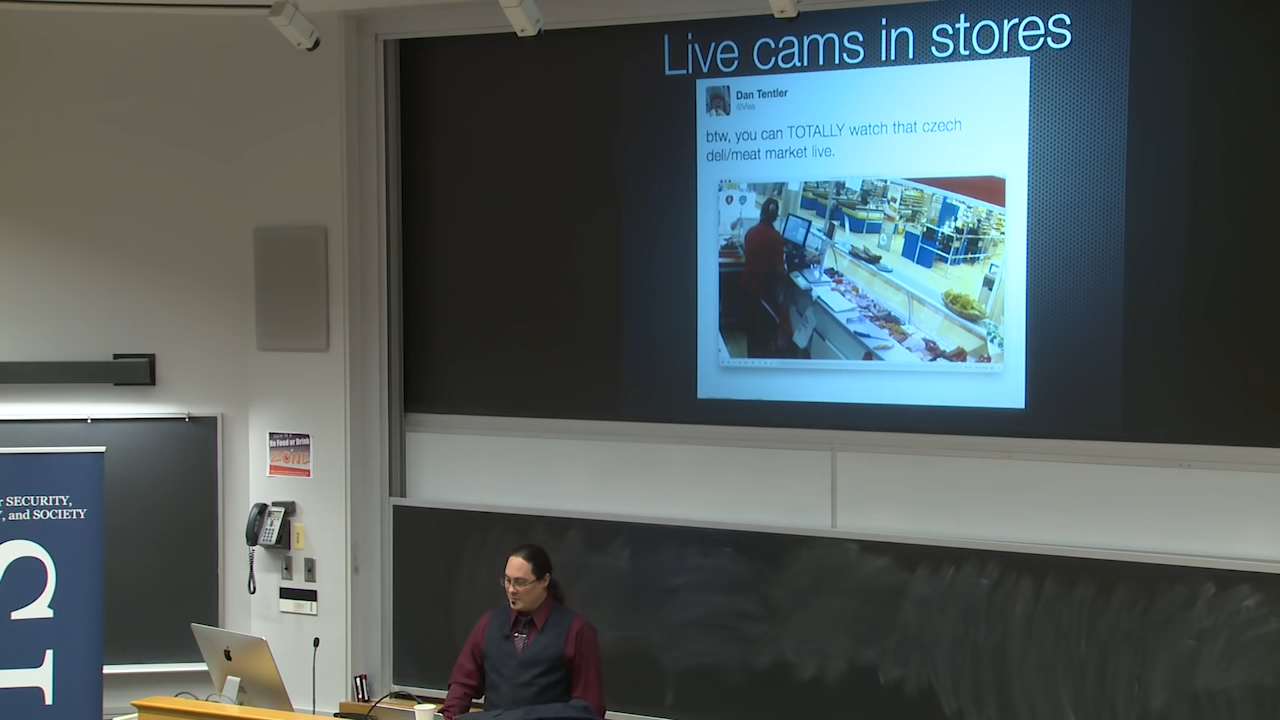 Live cams in stores
Dan Tentler
@Viss
btw, you can TOTALLY watch that czech
deli/meat market live.
No Food or Drink
ZONE
r SECURITY,
Y, and SOCIETY